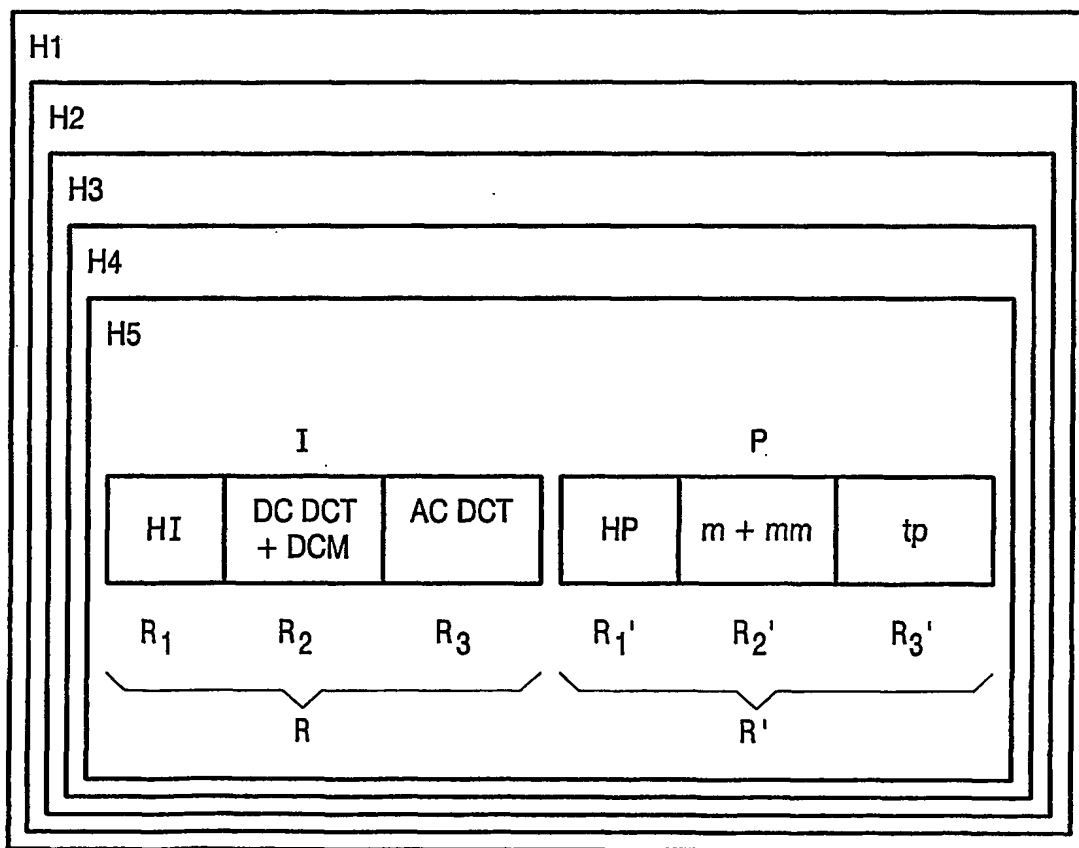 H1
H2
H3
H4
H5
I P
HI DC DCT + DCM AC DCT HP m + mm tp
R1 R2 R3 R1' R2' R3'
R R'